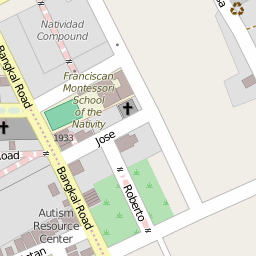 Natividad
Compound
Bangkal Road
Franciscan
Montessori
School
of the
Nativity
1933
Jose
Road
Bangkal Road
Roberto
Autism
Resource
Center